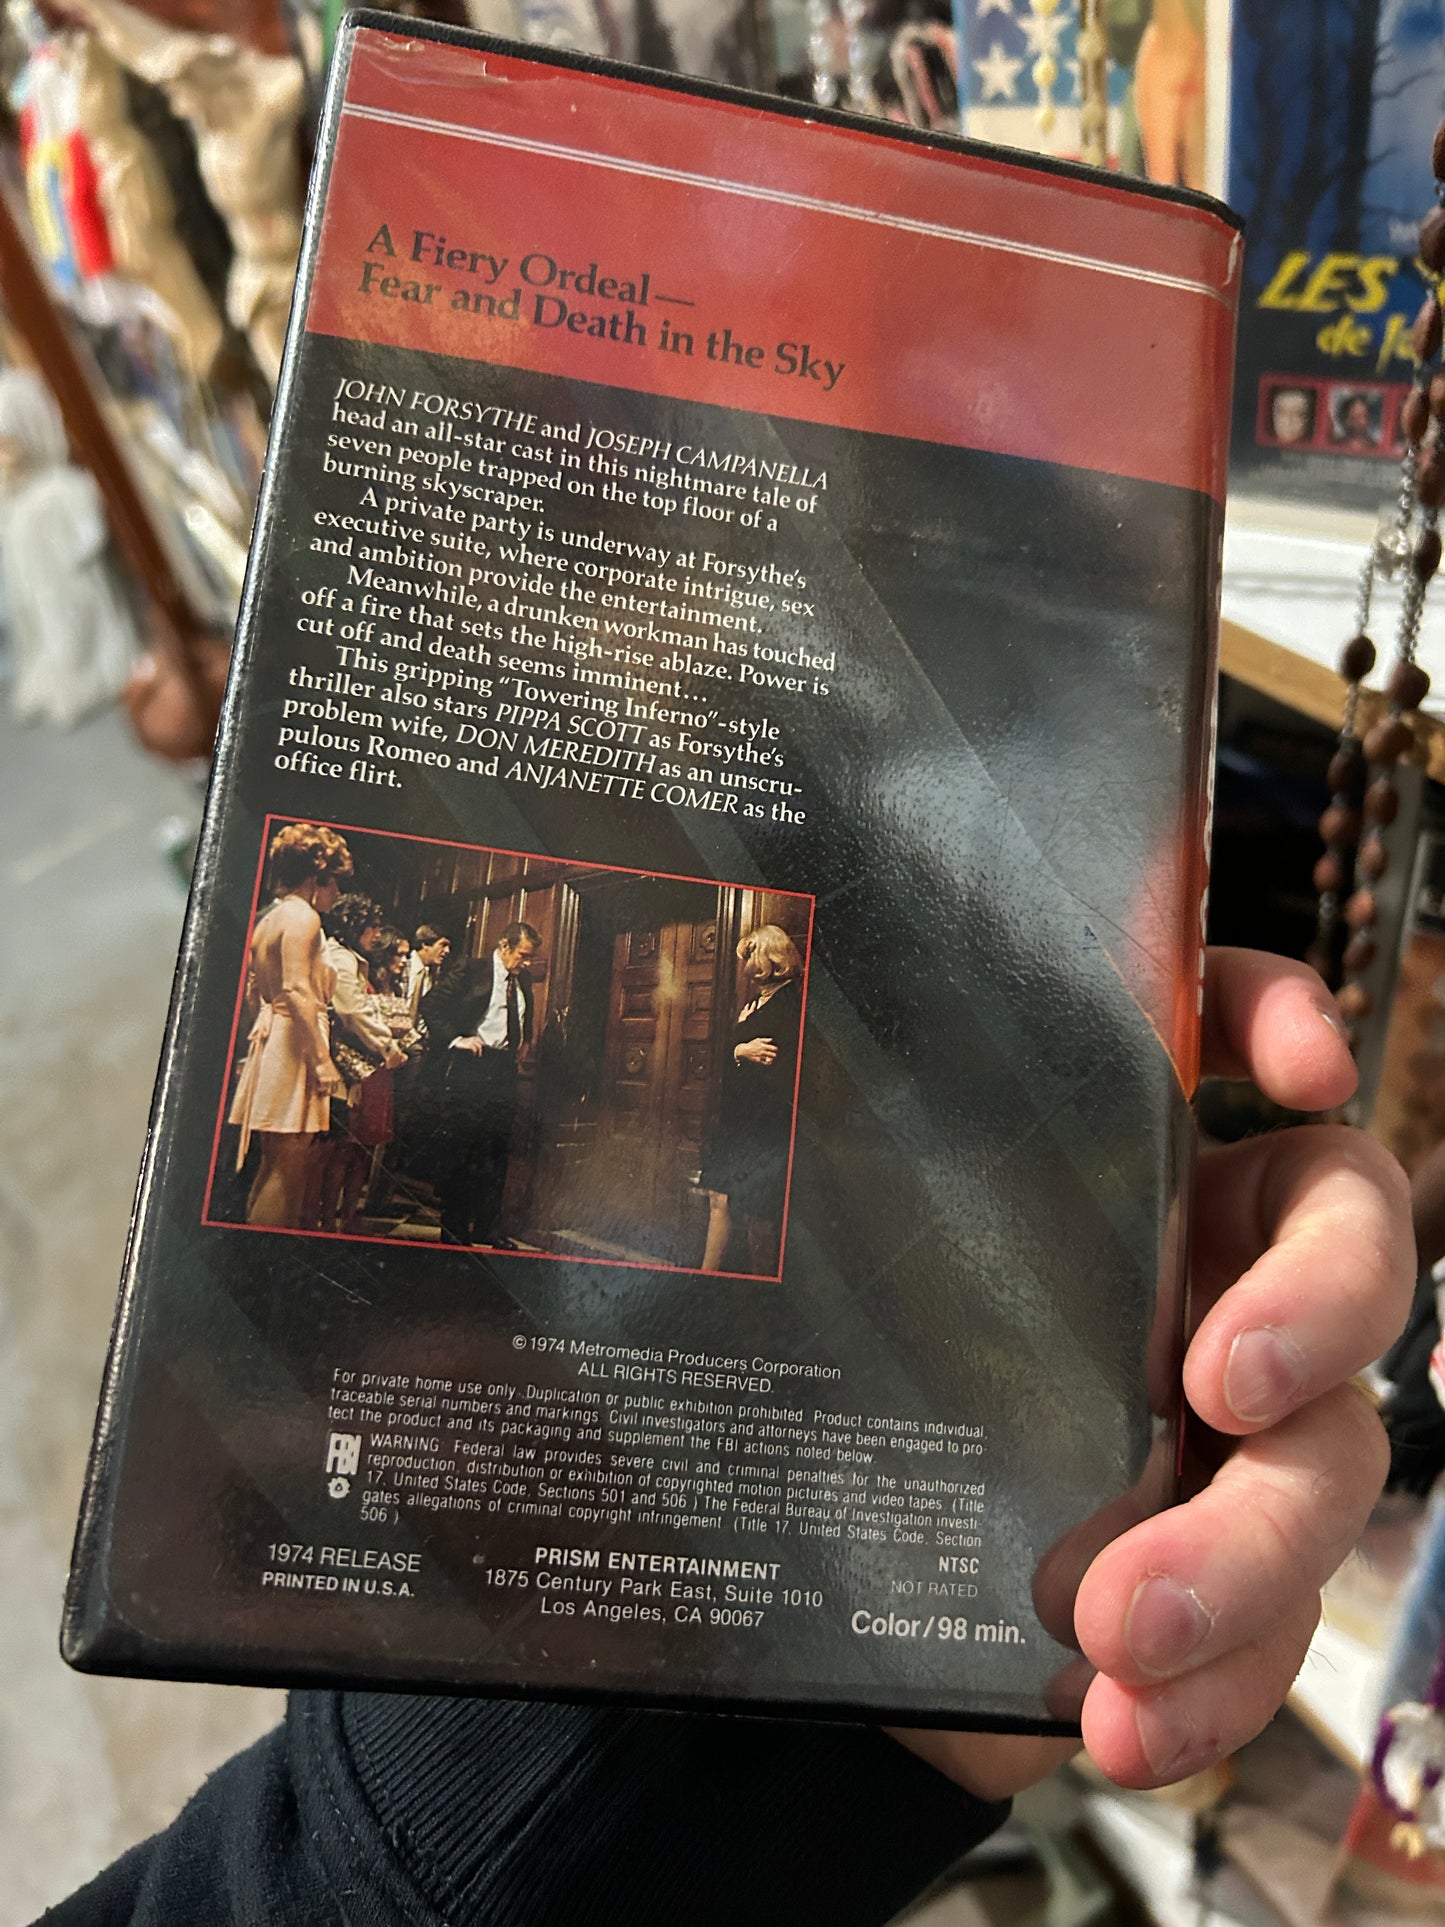 A Fiery Ordeal—
Fear and Death in the Sky
JOHN FORSYTHE and JOSEPH CAMPANELLA
head an all-star cast in this nightmare tale of
seven people trapped on the top floor of a
burning skyscraper.
A private party is underway at Forsythe's
executive suite, where corporate intrigue, sex
and ambition provide the entertainment.
Meanwhile, a drunken workman has touched
off a fire that sets the high-rise ablaze. Power is
cut off and death seems imminent...
This gripping "Towering Inferno"-style
thriller also stars PIPPA SCOTT as Forsythe's
problem wife, DON MEREDITH as an unscru-
pulous Romeo and ANJANETTE COMER as the
office flirt.
© 1974 Metromedia Producers Corporation
ALL RIGHTS RESERVED.
For private home use only. Duplication or public exhibition prohibited. Product contains individual,
traceable serial numbers and markings. Civil investigators and attorneys have been engaged to pro-
tect the product and its packaging and supplement the FBI actions noted below.
FBI
WARNING: Federal law provides severe civil and criminal penalties for the unauthorized
reproduction, distribution or exhibition of copyrighted motion pictures and video tapes. (Title
17, United States Code, Sections 501 and 506.) The Federal Bureau of Investigation investi-
gates allegations of criminal copyright infringement. (Title 17, United States Code, Section
506.)
1974 RELEASE
PRINTED IN U.S.A.
PRISM ENTERTAINMENT
1875 Century Park East, Suite 1010
Los Angeles, CA 90067
NTSC
NOT RATED
Color/98 min.
LES
de